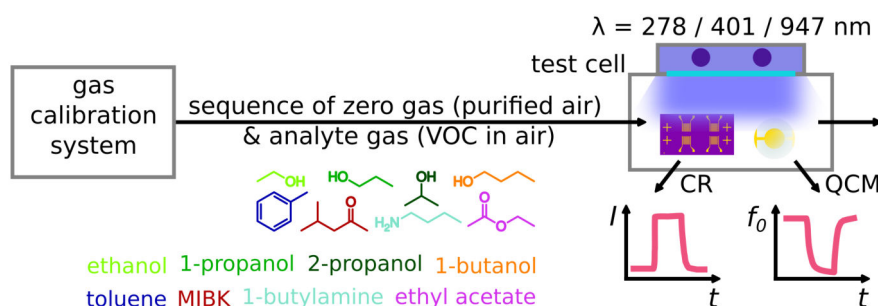 λ = 278 / 401 / 947 nm
test cell
gas
calibration
system
sequence of zero gas (purified air)
& analyte gas (VOC in air)
OH
HO
OH
HO
O
H₂N
O
O
CR
QCM
I
t
f₀
t
ethanol 1-propanol 2-propanol 1-butanol
toluene MIBK 1-butylamine ethyl acetate